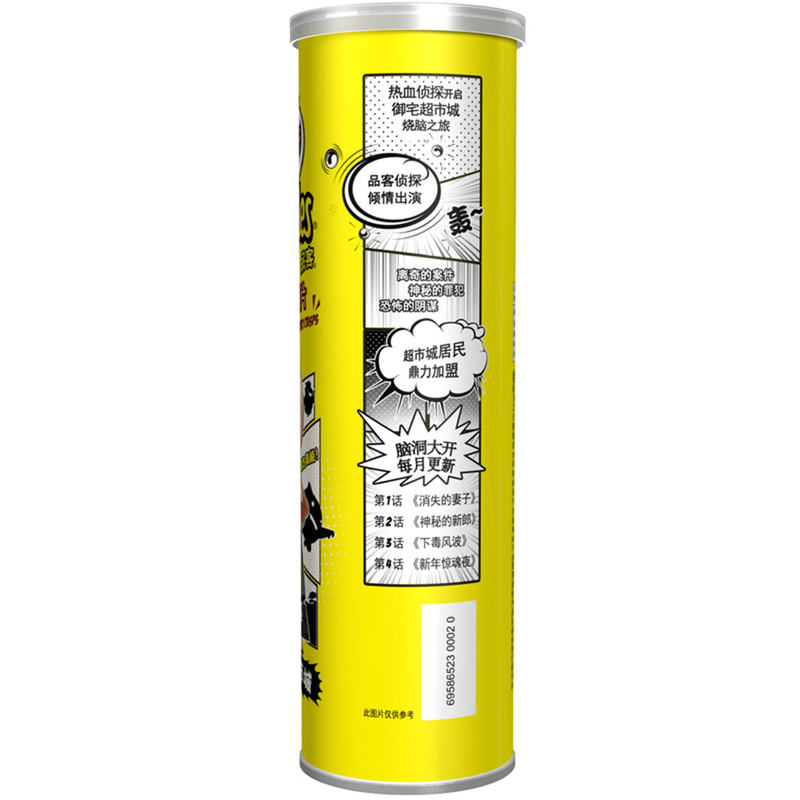 热血侦探开启
御宅超市城
烧脑之旅
品客侦探
倾情出演
轰~
离奇的案件
神秘的罪犯
恐怖的阴谋
超市城居民
鼎力加盟
脑洞大开
每月更新
第1话 《消失的妻子》
第2话 《神秘的新郎》
第3话 《下毒风波》
第4话 《新年惊魂夜》
69586523 0002 0
此图片仅供参考